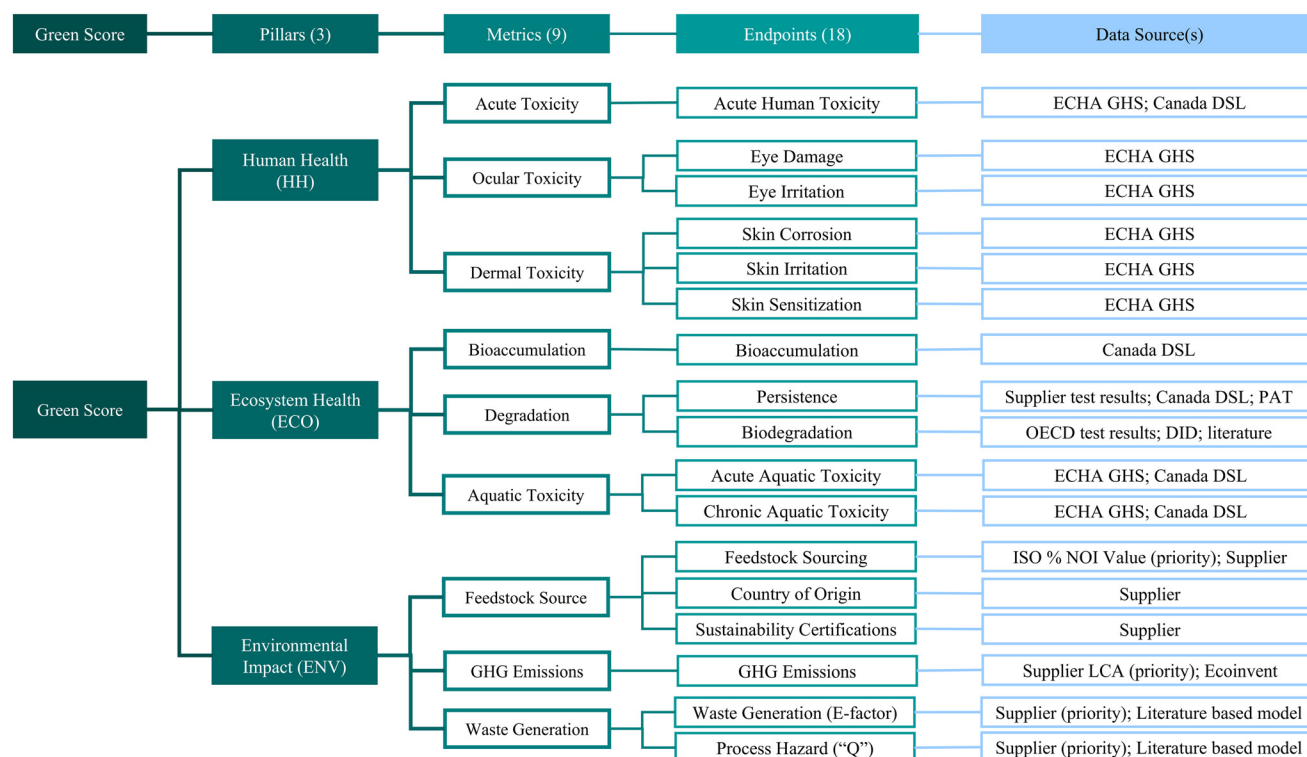 Green Score
Pillars (3)
Metrics (9)
Endpoints (18)
Data Source(s)
Green Score
Human Health
(HH)
Acute Toxicity
Acute Human Toxicity
ECHA GHS; Canada DSL
Ocular Toxicity
Eye Damage
ECHA GHS
Eye Irritation
ECHA GHS
Dermal Toxicity
Skin Corrosion
ECHA GHS
Skin Irritation
ECHA GHS
Skin Sensitization
ECHA GHS
Ecosystem Health
(ECO)
Bioaccumulation
Bioaccumulation
Canada DSL
Degradation
Persistence
Supplier test results; Canada DSL; PAT
Biodegradation
OECD test results; DID; literature
Aquatic Toxicity
Acute Aquatic Toxicity
ECHA GHS; Canada DSL
Chronic Aquatic Toxicity
ECHA GHS; Canada DSL
Environmental
Impact (ENV)
Feedstock Source
Feedstock Sourcing
ISO % NOI Value (priority); Supplier
Country of Origin
Supplier
Sustainability Certifications
Supplier
GHG Emissions
GHG Emissions
Supplier LCA (priority); Ecoinvent
Waste Generation
Waste Generation (E-factor)
Supplier (priority); Literature based model
Process Hazard (“Q”)
Supplier (priority); Literature based model